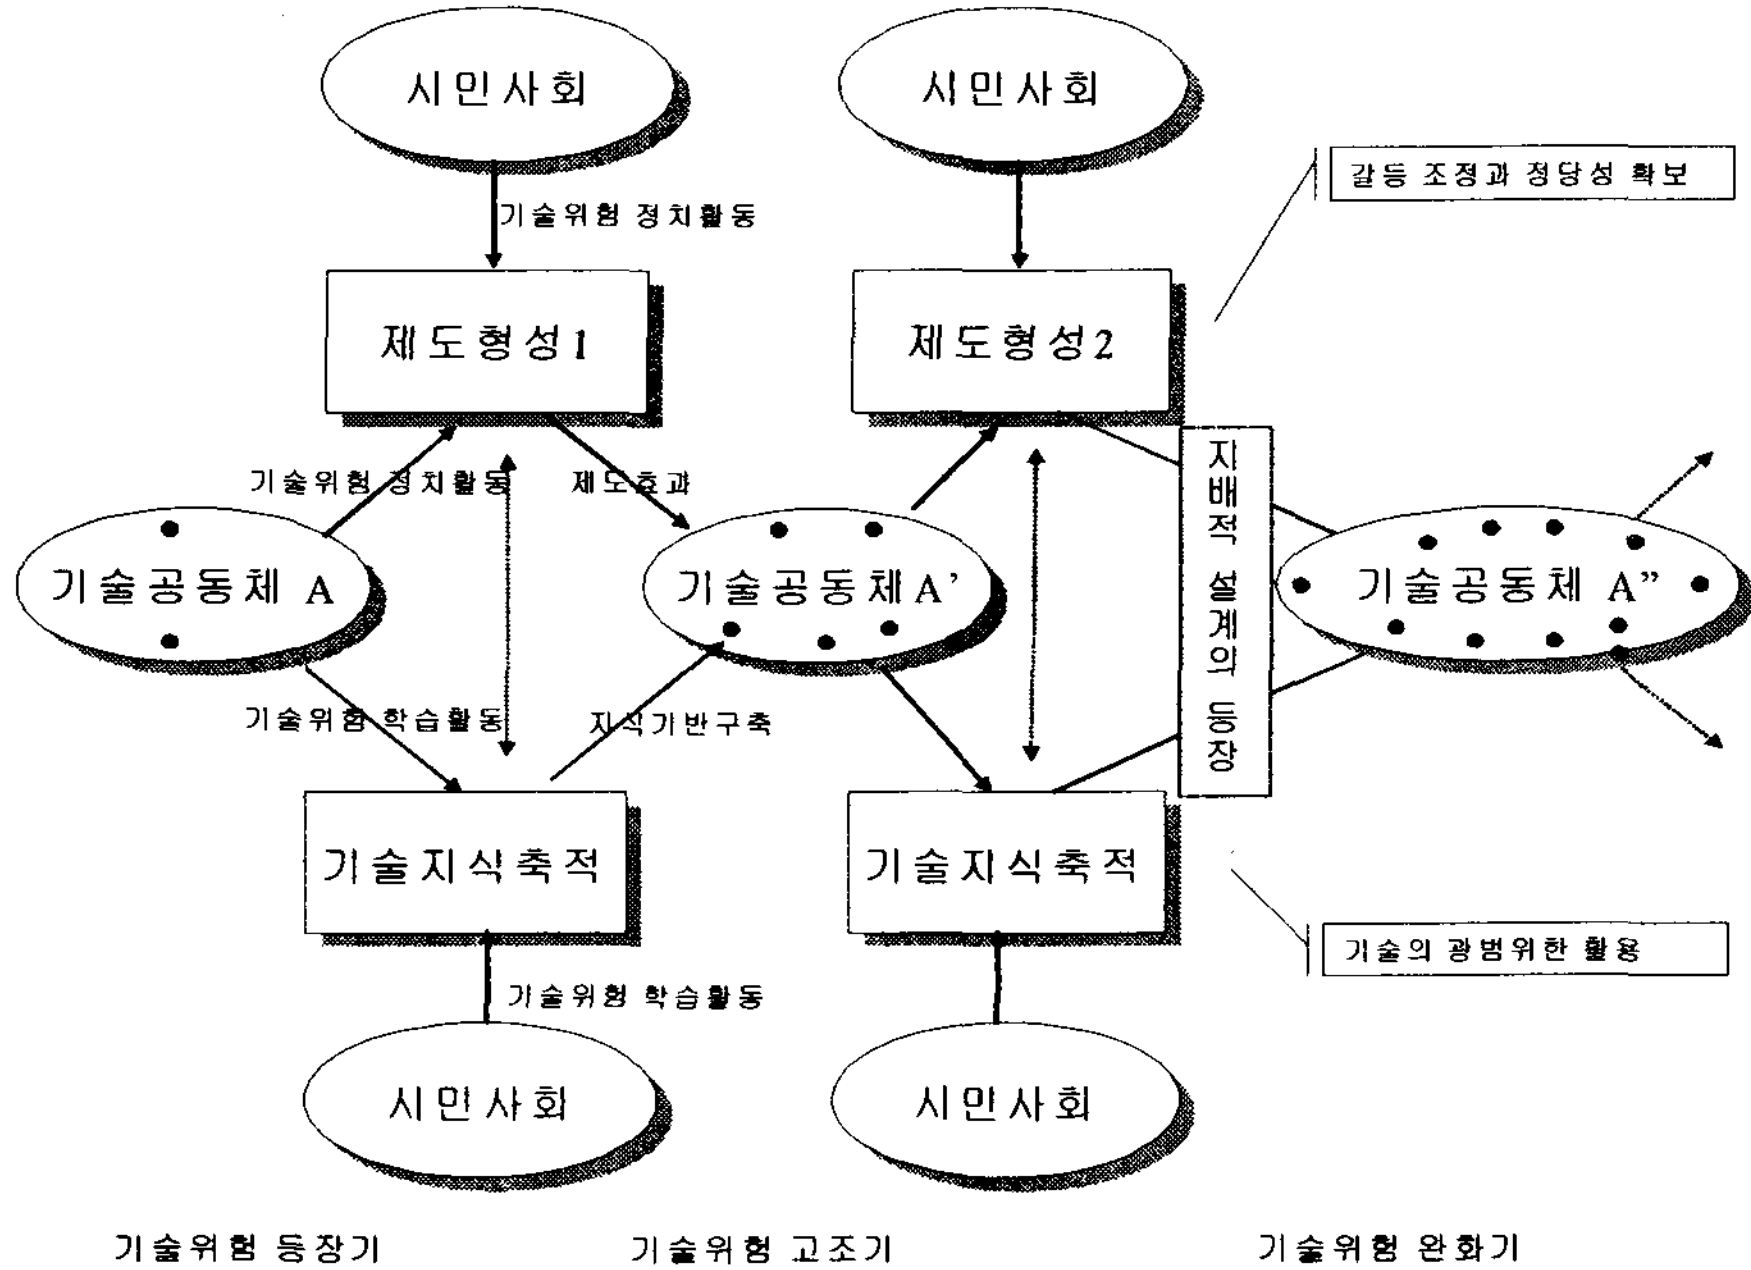 시민사회
시민사회
갈등 조정과 정당성 확보
기술위험 정치활동
제도형성1
제도형성2
기술위험 정치활동
제도효과
지배적 설계의 등장
기술공동체 A
기술공동체A’
기술공동체 A”
기술위험 학습활동
지식기반구축
기술지식축적
기술지식축적
기술의 광범위한 활용
기술위험 학습활동
시민사회
시민사회
기술위험 등장기
기술위험 고조기
기술위험 완화기